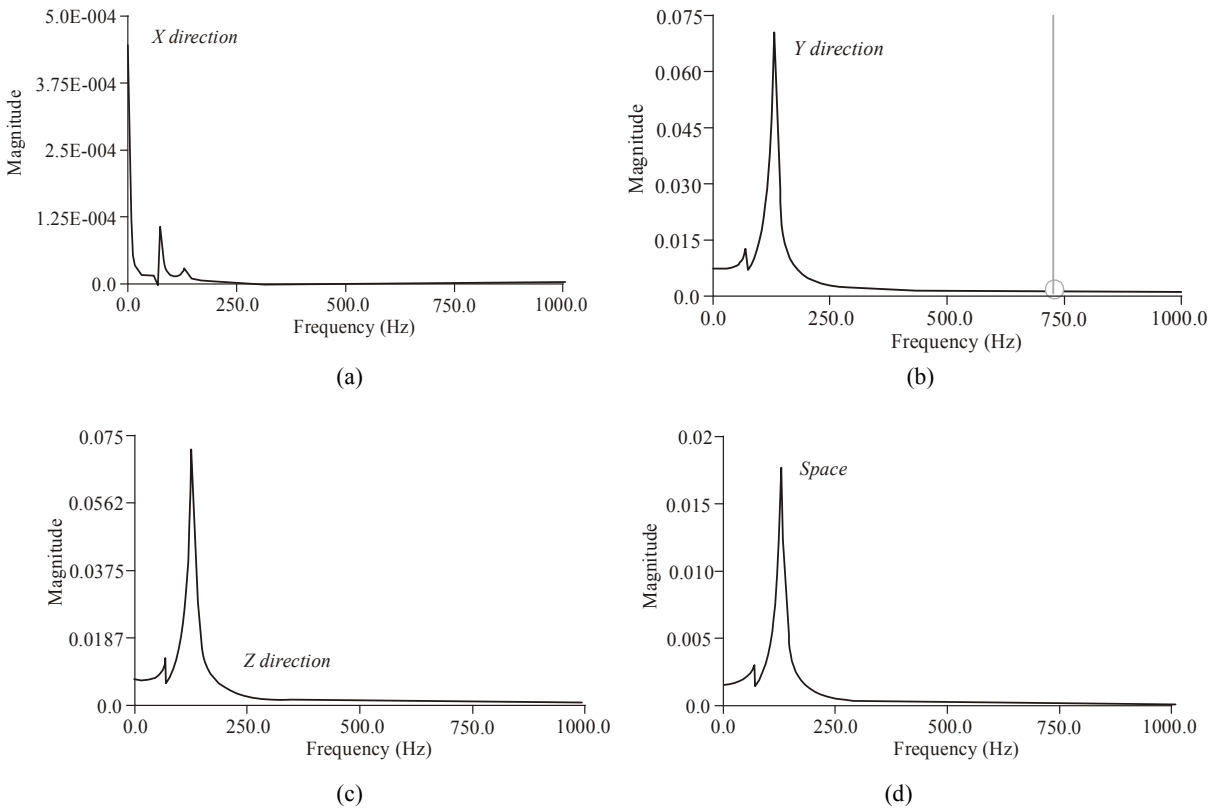 5.0E-004
X direction
3.75E-004
Magnitude
2.5E-004
1.25E-004
0.0
0.0 250.0 500.0 750.0 1000.0
Frequency (Hz)
(a)
0.075
Y direction
0.060
0.045
Magnitude
0.030
0.015
0.0
0.0 250.0 500.0 750.0 1000.0
Frequency (Hz)
(b)
0.075
0.0562
Magnitude
0.0375
0.0187
Z direction
0.0
0.0 250.0 500.0 750.0 1000.0
Frequency (Hz)
(c)
0.02
Space
0.015
Magnitude
0.010
0.005
0.0
0.0 250.0 500.0 750.0 1000.0
Frequency (Hz)
(d)